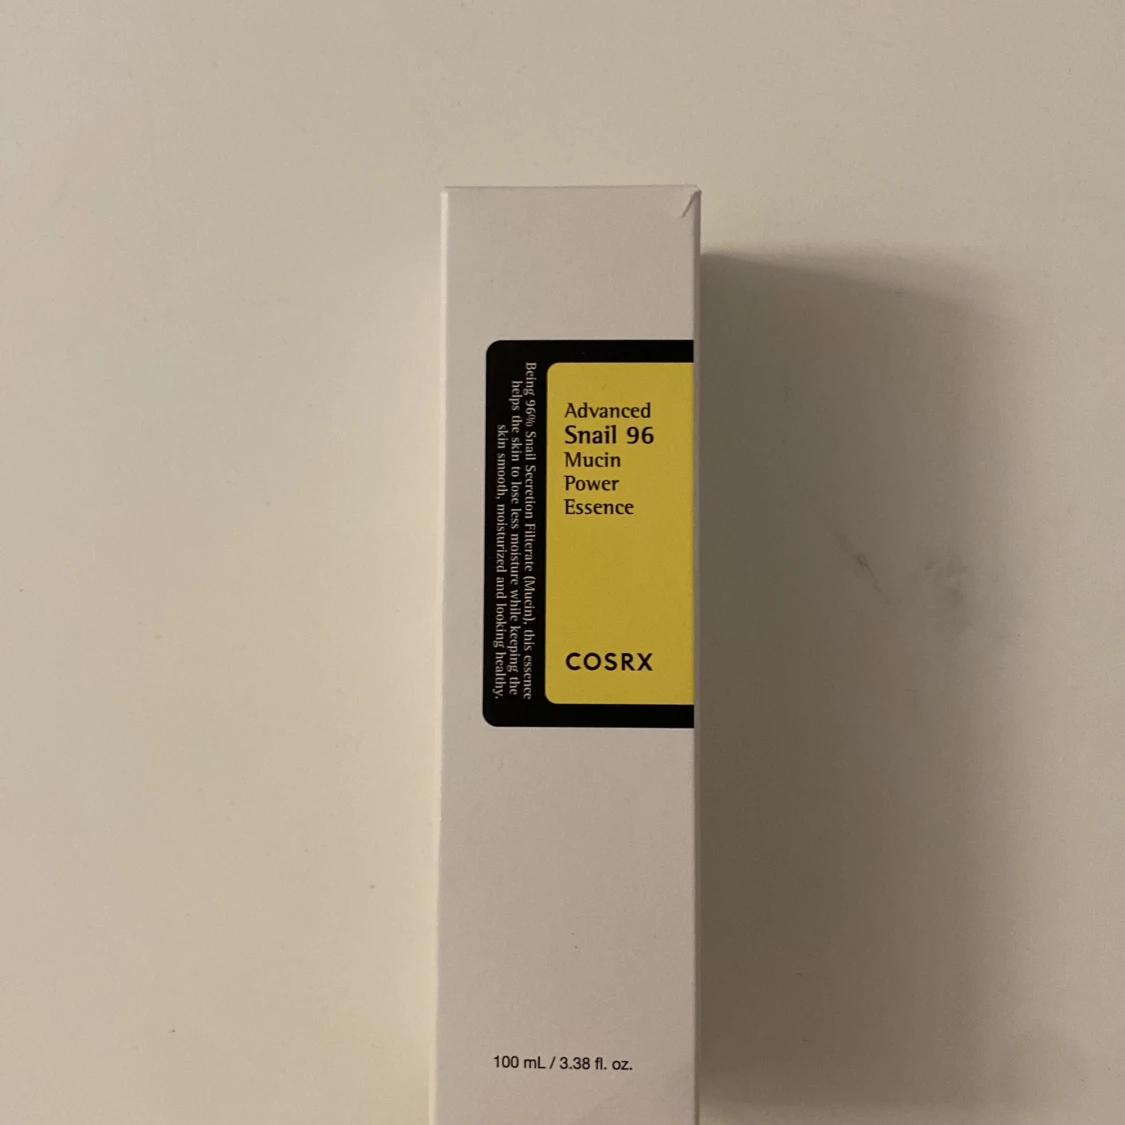 Advanced
Snail 96
Mucin
Power
Essence
COSRX
Being 96% Snail Secretion Filterate (Mucin), this essence
helps the skin to lose less moisture while keeping the
skin smooth, moisturized and looking healthy.
100 mL / 3.38 fl. oz.